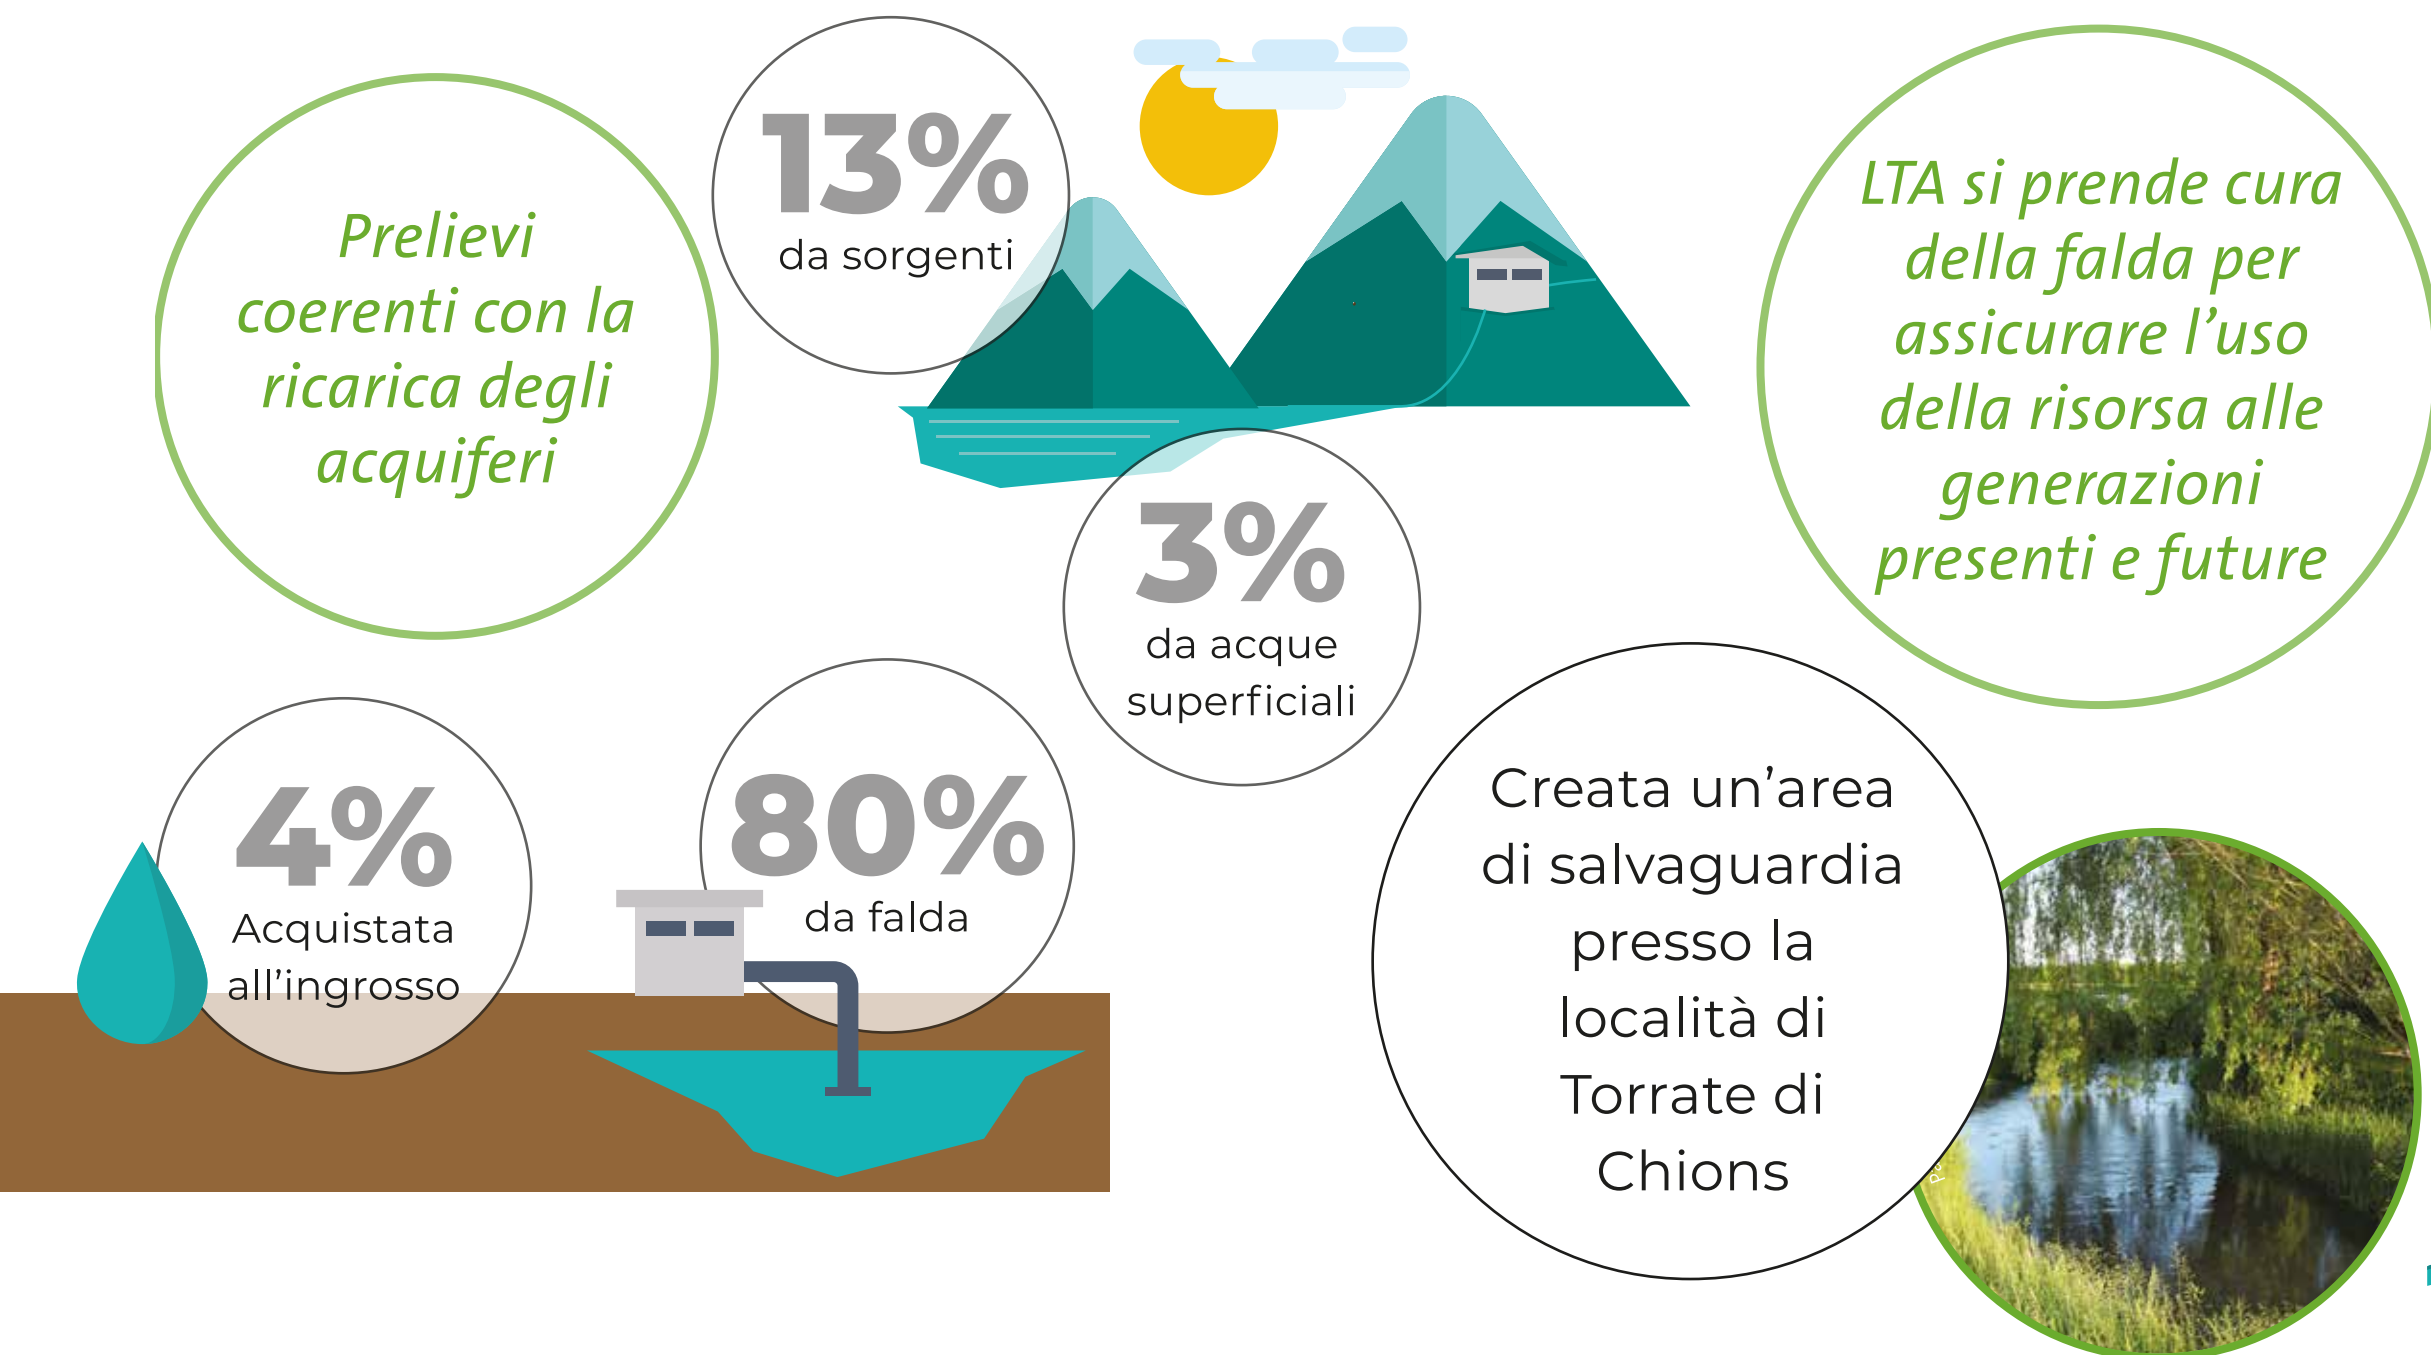 13%
da sorgenti
Prelievi
coerenti con la
ricarica degli
acquiferi
LTA si prende cura
della falda per
assicurare l’uso
della risorsa alle
generazioni
presenti e future
3%
da acque
superficiali
4%
Acquistata
all’ingrosso
80%
da falda
Creata un’area
di salvaguardia
presso la
località di
Torrate di
Chions